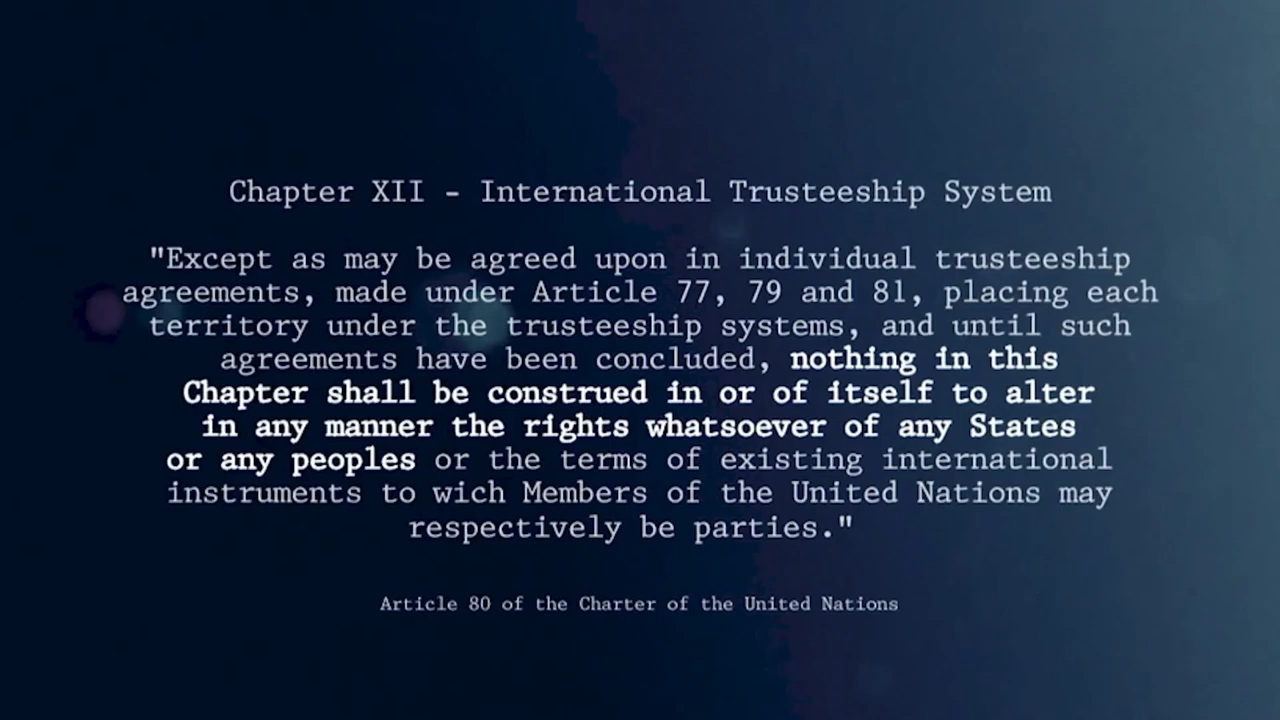 Chapter XII - International Trusteeship System
"Except as may be agreed upon in individual trusteeship
agreements, made under Article 77, 79 and 81, placing each
territory under the trusteeship systems, and until such
agreements have been concluded, nothing in this
Chapter shall be construed in or of itself to alter
in any manner the rights whatsoever of any States
or any peoples or the terms of existing international
instruments to wich Members of the United Nations may
respectively be parties."
Article 80 of the Charter of the United Nations